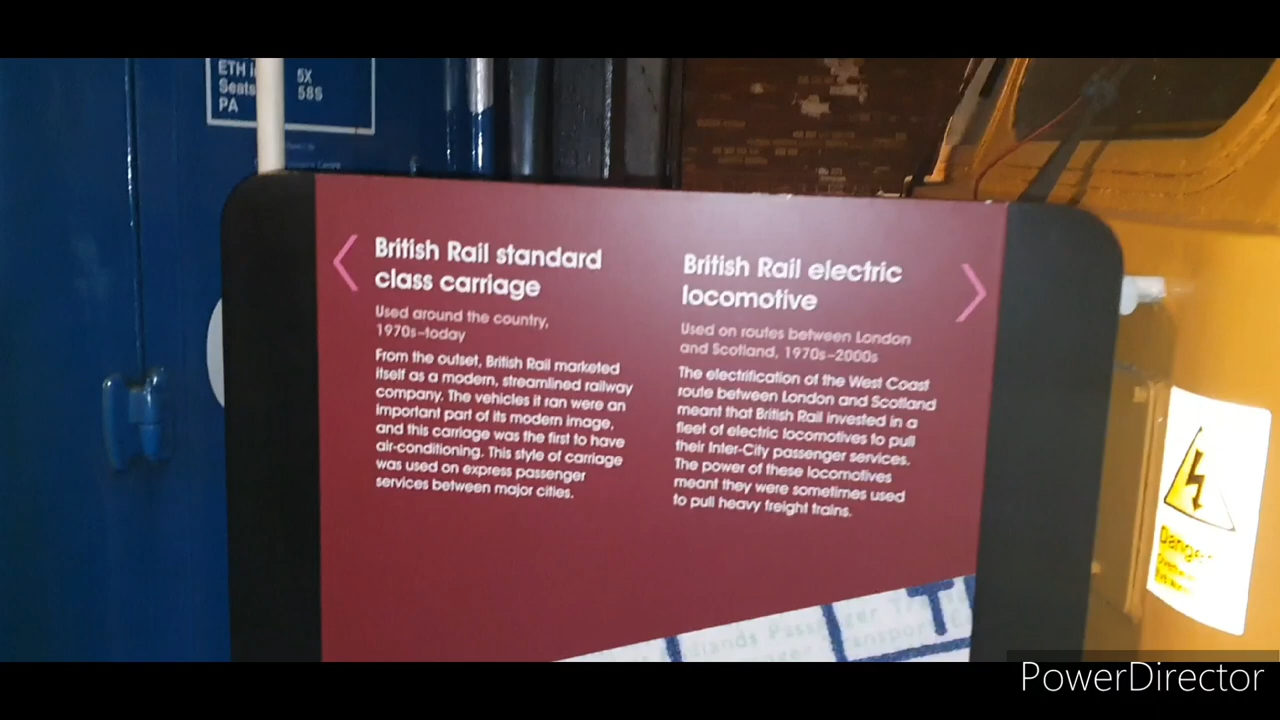 ETH i 5X
Seats 58S
PA
British Rail standard
class carriage
Used around the country,
1970s–today
From the outset, British Rail marketed
itself as a modern, streamlined railway
company. The vehicles it ran were an
important part of its modern image,
and this carriage was the first to have
air-conditioning. This style of carriage
was used on express passenger
services between major cities.
British Rail electric
locomotive
Used on routes between London
and Scotland, 1970s–2000s
The electrification of the West Coast
route between London and Scotland
meant that British Rail invested in a
fleet of electric locomotives to pull
their Inter-City passenger services.
The power of these locomotives
meant they were sometimes used
to pull heavy freight trains.
Danger
PowerDirector